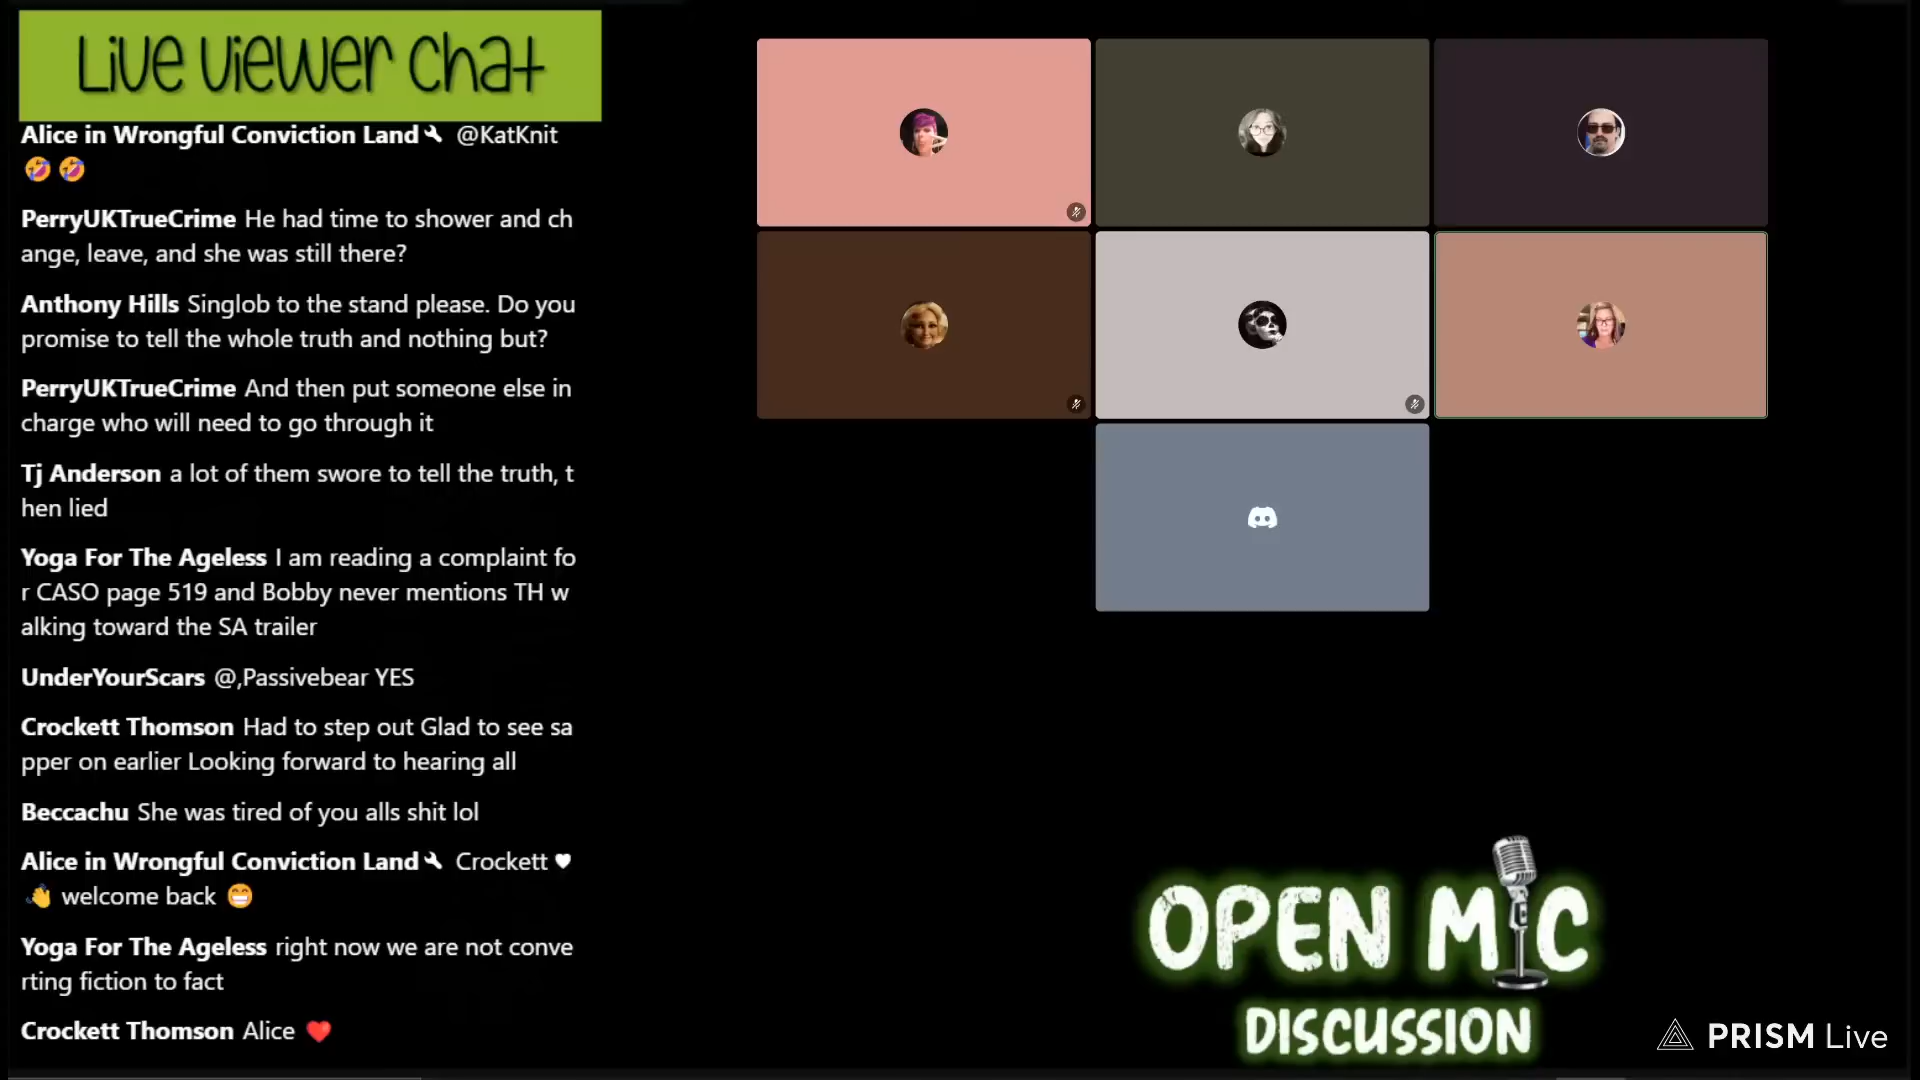 Live Viewer Chat
Alice in Wrongful Conviction Land @KatKnit
🤣 🤣
PerryUKTrueCrime He had time to shower and ch
ange, leave, and she was still there?
Anthony Hills Singlob to the stand please. Do you
promise to tell the whole truth and nothing but?
PerryUKTrueCrime And then put someone else in
charge who will need to go through it
Tj Anderson a lot of them swore to tell the truth, t
hen lied
Yoga For The Ageless I am reading a complaint fo
r CASO page 519 and Bobby never mentions TH w
alking toward the SA trailer
UnderYourScars @,Passivebear YES
Crockett Thomson Had to step out Glad to see sa
pper on earlier Looking forward to hearing all
Beccachu She was tired of you alls shit lol
Alice in Wrongful Conviction Land Crockett ♥
👋 welcome back 😁
Yoga For The Ageless right now we are not conve
rting fiction to fact
Crockett Thomson Alice ❤️
OPEN MIC
DISCUSSION
PRISM Live